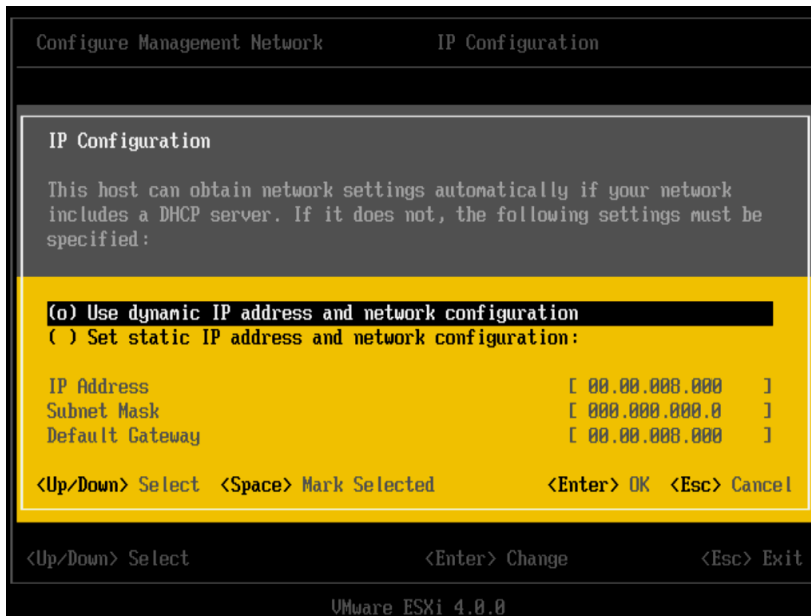 Configure Management Network IP Configuration
IP Configuration
This host can obtain network settings automatically if your network
includes a DHCP server. If it does not, the following settings must be
specified:
(o) Use dynamic IP address and network configuration
( ) Set static IP address and network configuration:
IP Address [ 00.00.008.000 ]
Subnet Mask [ 000.000.000.0 ]
Default Gateway [ 00.00.008.000 ]
<Up/Down> Select <Space> Mark Selected <Enter> OK <Esc> Cancel
<Up/Down> Select <Enter> Change <Esc> Exit
VMware ESXi 4.0.0